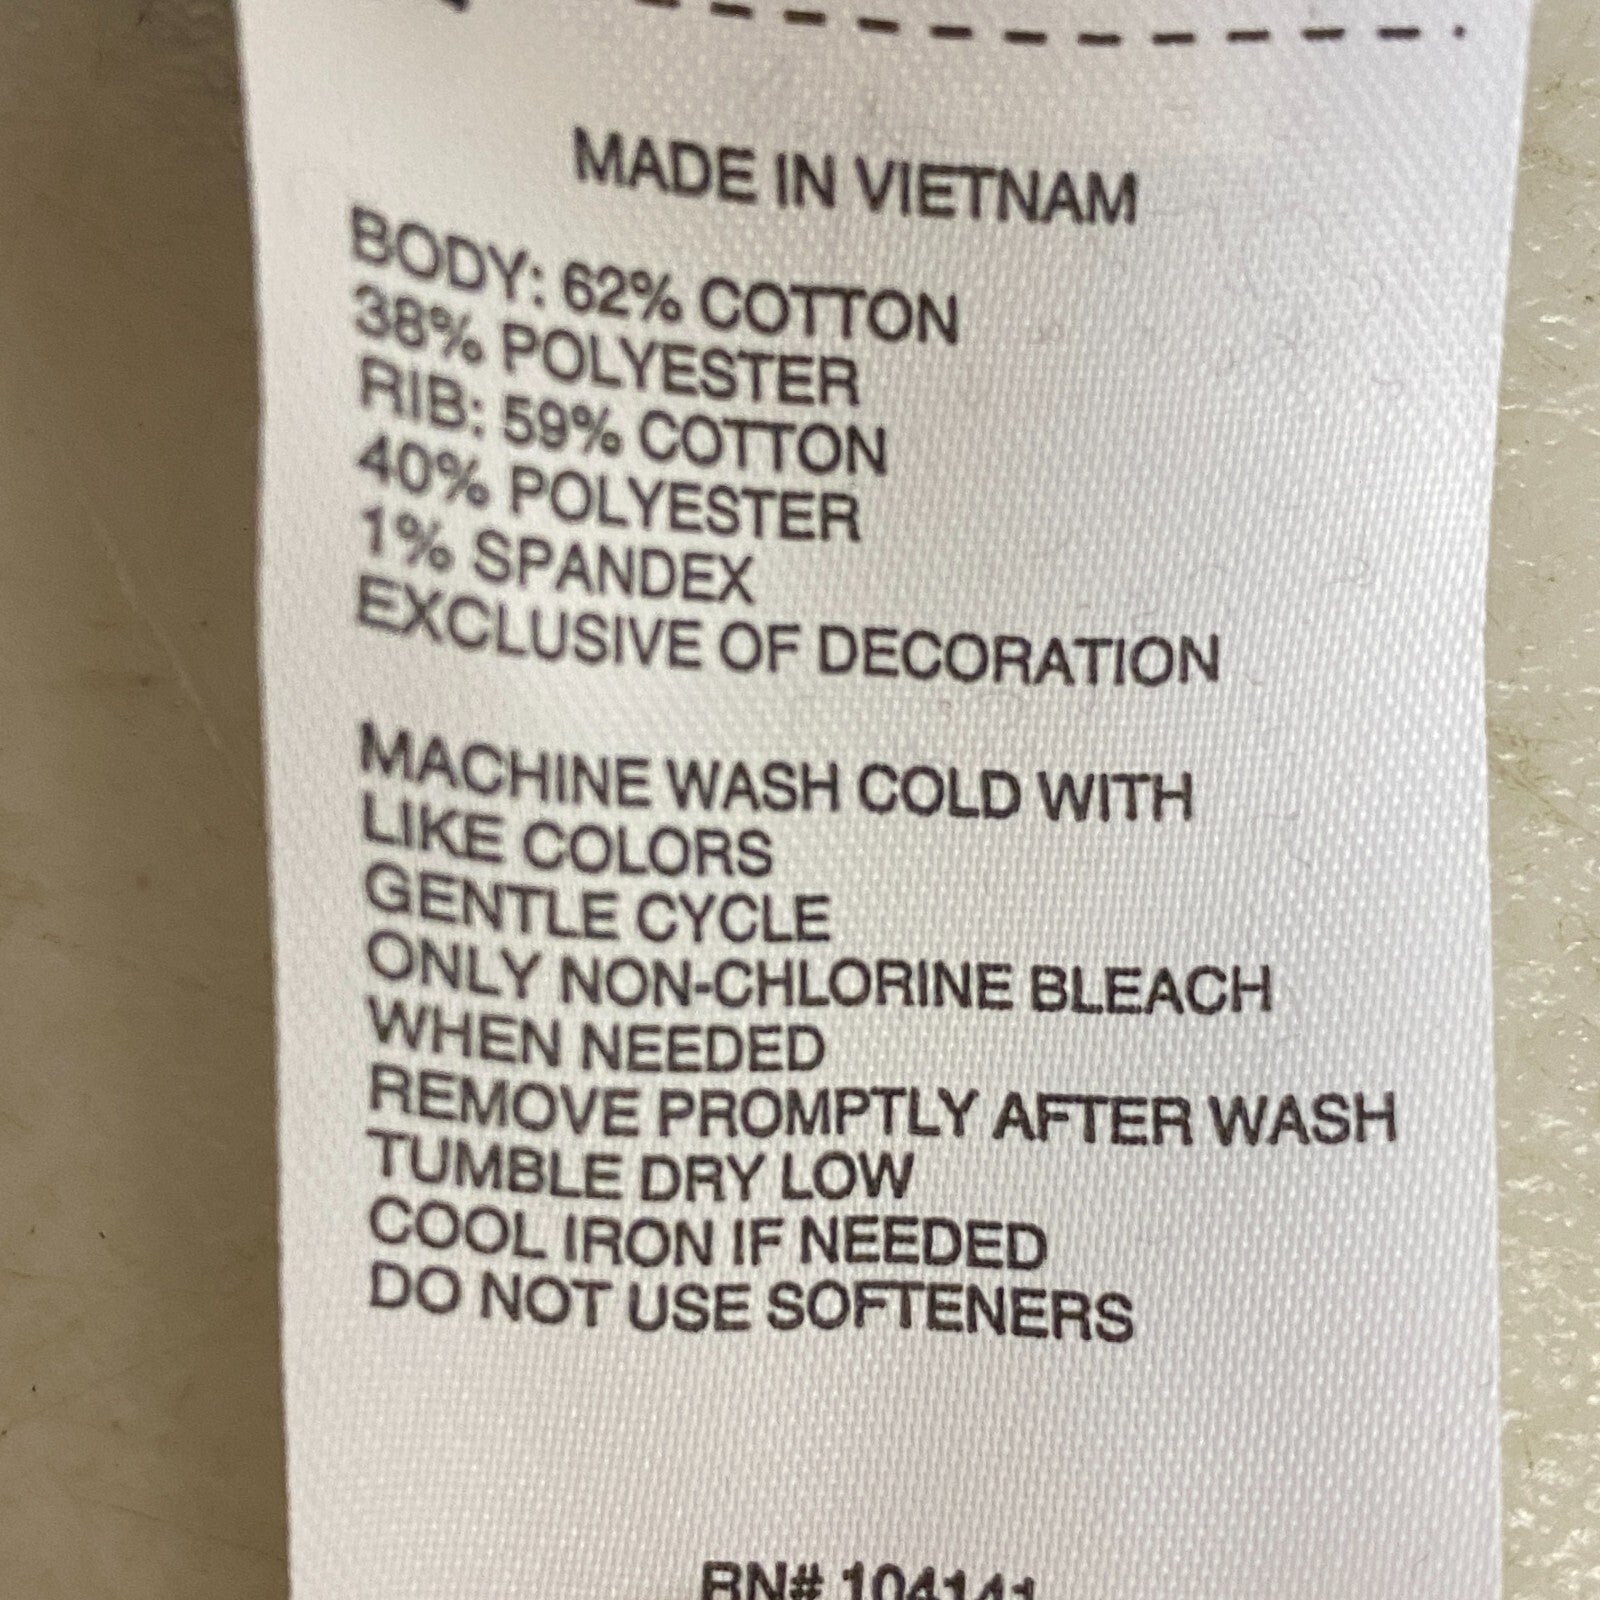 MADE IN VIETNAM
BODY: 62% COTTON
38% POLYESTER
RIB: 59% COTTON
40% POLYESTER
1% SPANDEX
EXCLUSIVE OF DECORATION
MACHINE WASH COLD WITH
LIKE COLORS
GENTLE CYCLE
ONLY NON-CHLORINE BLEACH
WHEN NEEDED
REMOVE PROMPTLY AFTER WASH
TUMBLE DRY LOW
COOL IRON IF NEEDED
DO NOT USE SOFTENERS
RN# 104141